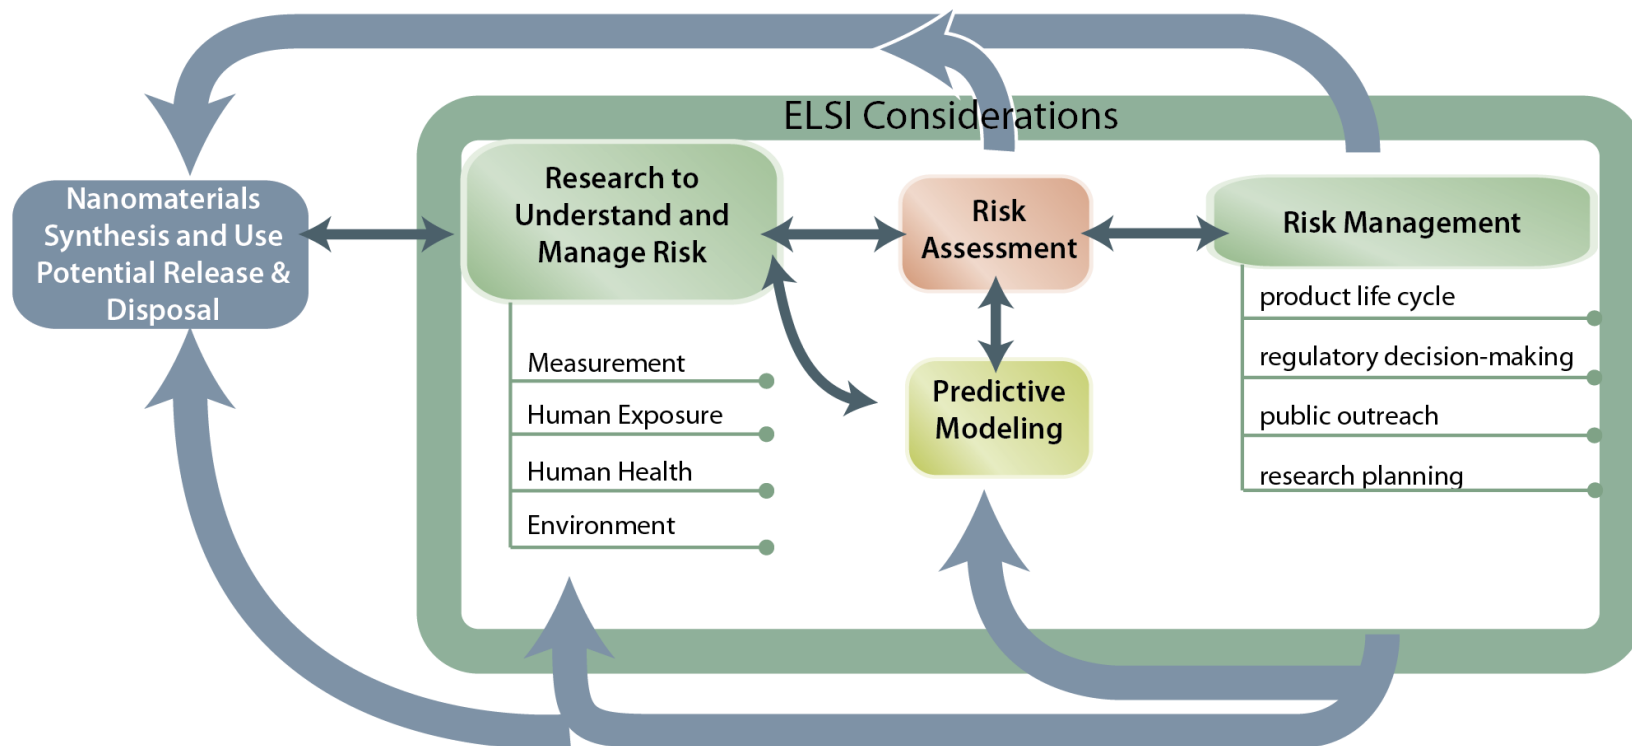 ELSI Considerations
Nanomaterials
Synthesis and Use
Potential Release &
Disposal
Research to
Understand and
Manage Risk
Measurement
Human Exposure
Human Health
Environment
Risk
Assessment
Predictive
Modeling
Risk Management
product life cycle
regulatory decision-making
public outreach
research planning